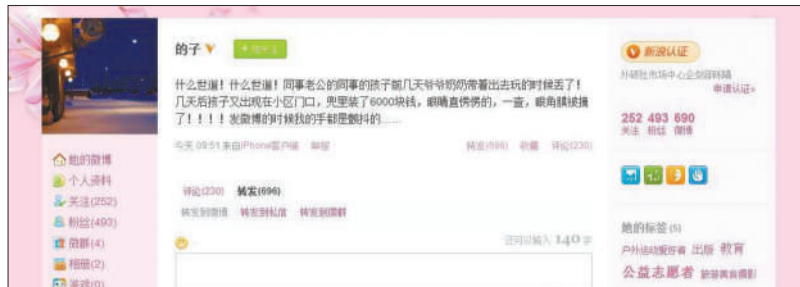 的子
什么世道！什么世道！同事老公的同事的孩子前几天爷爷奶奶带着出去玩的时候丢了！
几天后孩子又出现在小区门口，兜里装了6000块钱，眼睛直愣愣的，一查，眼角膜被摘
了！！！！发微博的时候我的手都是颤抖的……
今天 09:51 来自iPhone客户端 举报
转发(696) 收藏 评论(230)
评论(230) 转发(696)
转发到微博 转发到私信 转发到微群
还可以输入 140 字
她的微博
个人资料
关注(252)
粉丝(493)
微群(4)
相册(2)
游戏(0)
新浪认证
申请认证»
252 493 690
关注 粉丝 微博
她的标签 (5)
户外运动爱好者 出版 教育
公益志愿者 旅游美食摄影